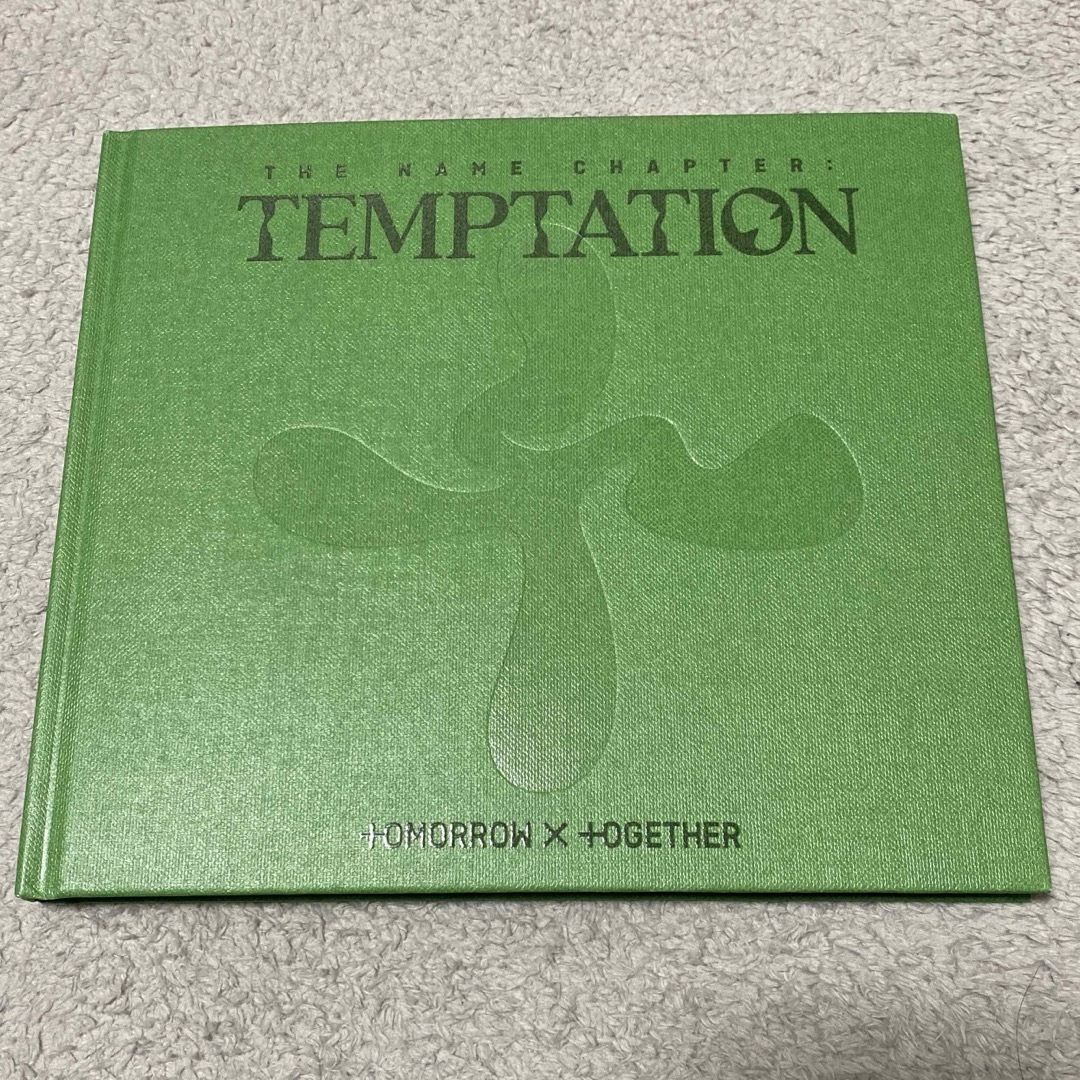 THE NAME CHAPTER:
TEMPTATION
TOMORROW X TOGETHER